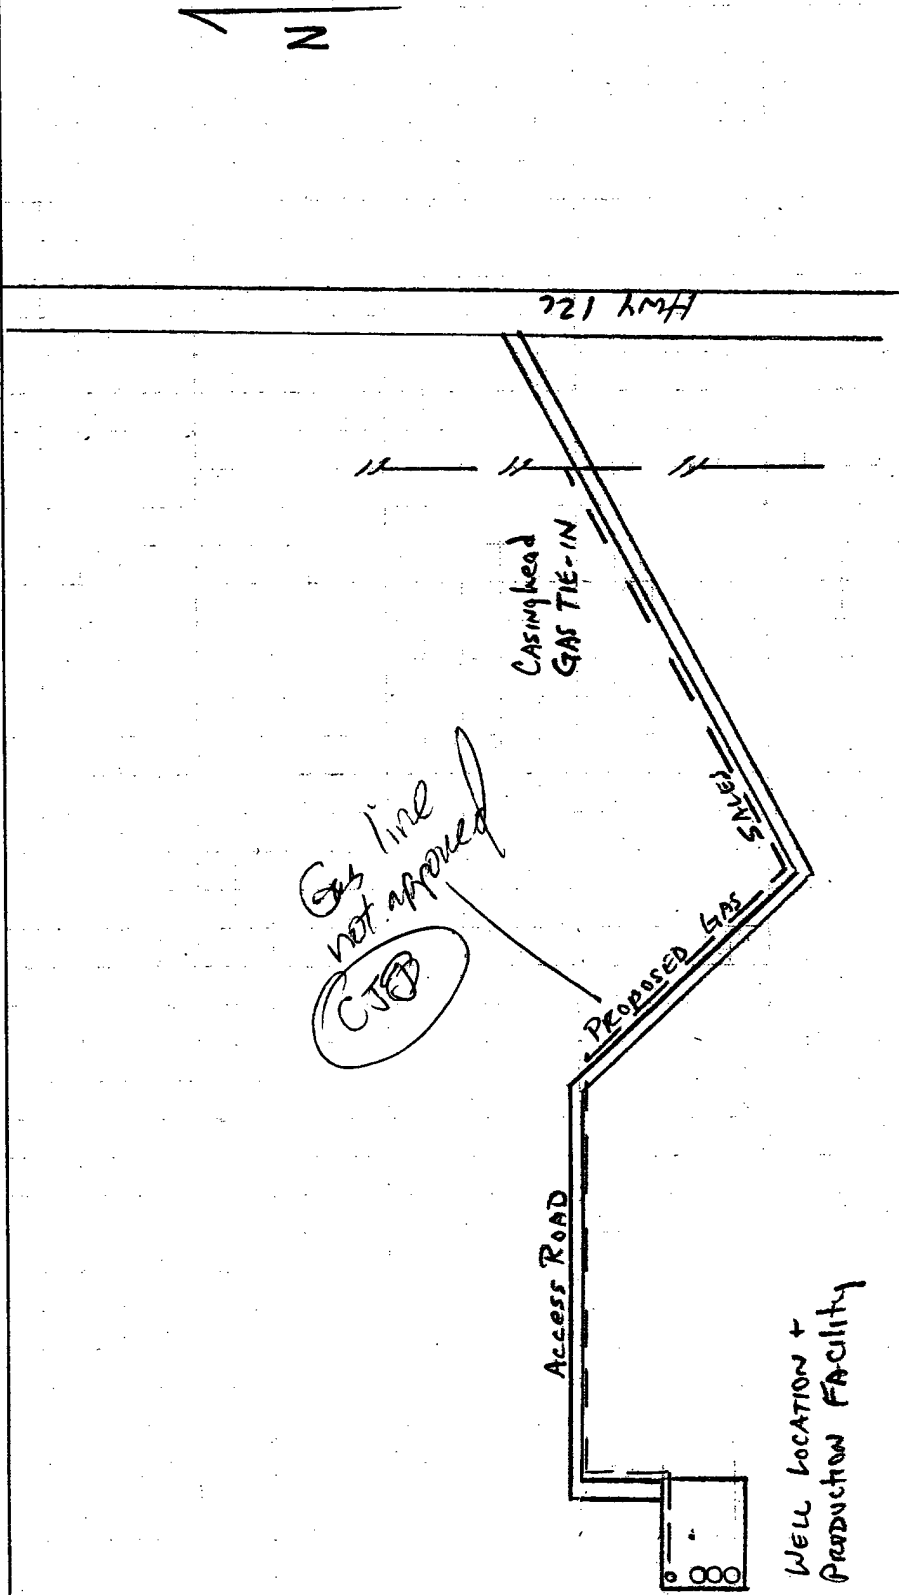 N
Hwy 122
Casinghead
GAS TIE-IN
Gas line
not approved
CJB
PROPOSED GAS SALES
Access ROAD
WELL LOCATION +
PRODUCTION FACILITY